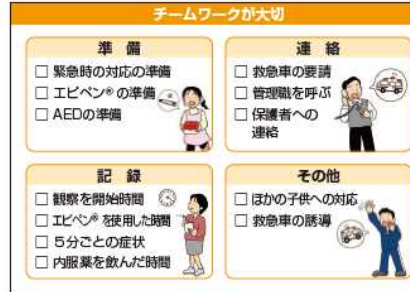 チームワークが大切
準備
□ 緊急時の対応の準備
□ エピペン®の準備
□ AEDの準備
連絡
□ 救急車の要請
□ 管理職を呼ぶ
□ 保護者への
連絡
記録
□ 観察を開始時間
□ エピペン®を使用した時間
□ 5分ごとの症状
□ 内服薬を飲んだ時間
その他
□ ほかの子供への対応
□ 救急車の誘導